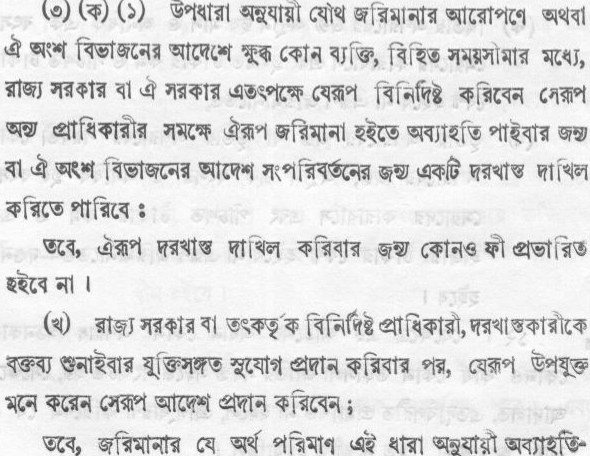 (৩) (ক) (১) উপধারা অনুযায়ী যৌথ জরিমানার আরোপণে অথবা
ঐ অংশ বিভাজনের আদেশে ক্ষুব্ধ কোন ব্যক্তি, বিহিত সময়সীমার মধ্যে,
রাজ্য সরকার বা ঐ সরকার এতৎপক্ষে যেরূপ বিনির্দিষ্ট করিবেন সেরূপ
অন্য প্রাধিকারীর সমক্ষে ঐরূপ জরিমানা হইতে অব্যাহতি পাইবার জন্য
বা ঐ অংশ বিভাজনের আদেশ সংপরিবর্তনের জন্য একটি দরখাস্ত দাখিল
করিতে পারিবে :
তবে, ঐরূপ দরখাস্ত দাখিল করিবার জন্য কোনও ফী প্রভারিত
হইবে না ।
(খ) রাজ্য সরকার বা তৎকর্তৃক বিনির্দিষ্ট প্রাধিকারী, দরখাস্তকারীকে
বক্তব্য শুনাইবার যুক্তিসঙ্গত সুযোগ প্রদান করিবার পর, যেরূপ উপযুক্ত
মনে করেন সেরূপ আদেশ প্রদান করিবেন :
তবে, জরিমানার যে অর্থ পরিমাণ এই ধারা অনুযায়ী অব্যাহতি-